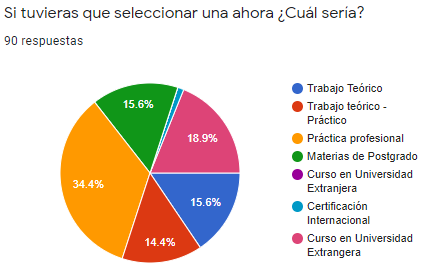 Si tuvieras que seleccionar una ahora ¿Cuál sería?
90 respuestas
15.6%
18.9%
34.4%
15.6%
14.4%
Trabajo Teórico
Trabajo teórico -
Práctico
Práctica profesional
Materias de Postgrado
Curso en Universidad
Extranjera
Certificación
Internacional
Curso en Universidad
Extrangera